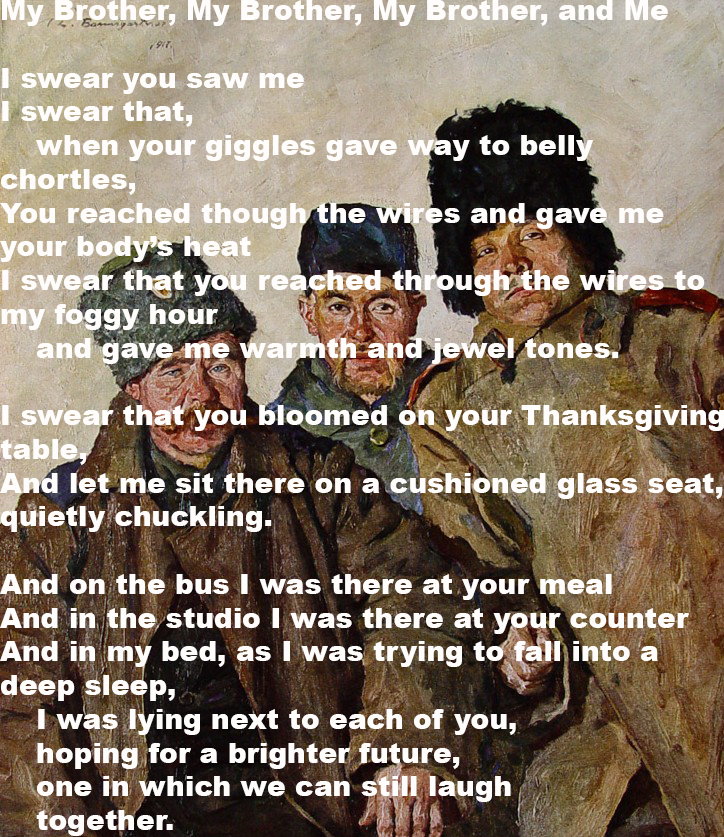 My Brother, My Brother, My Brother, and Me
1918.
I swear you saw me
I swear that,
when your giggles gave way to belly
chortles,
You reached though the wires and gave me
your body’s heat
I swear that you reached through the wires to
my foggy hour
and gave me warmth and jewel tones.
I swear that you bloomed on your Thanksgiving
table,
And let me sit there on a cushioned glass seat,
quietly chuckling.
And on the bus I was there at your meal
And in the studio I was there at your counter
And in my bed, as I was trying to fall into a
deep sleep,
I was lying next to each of you,
hoping for a brighter future,
one in which we can still laugh
together.